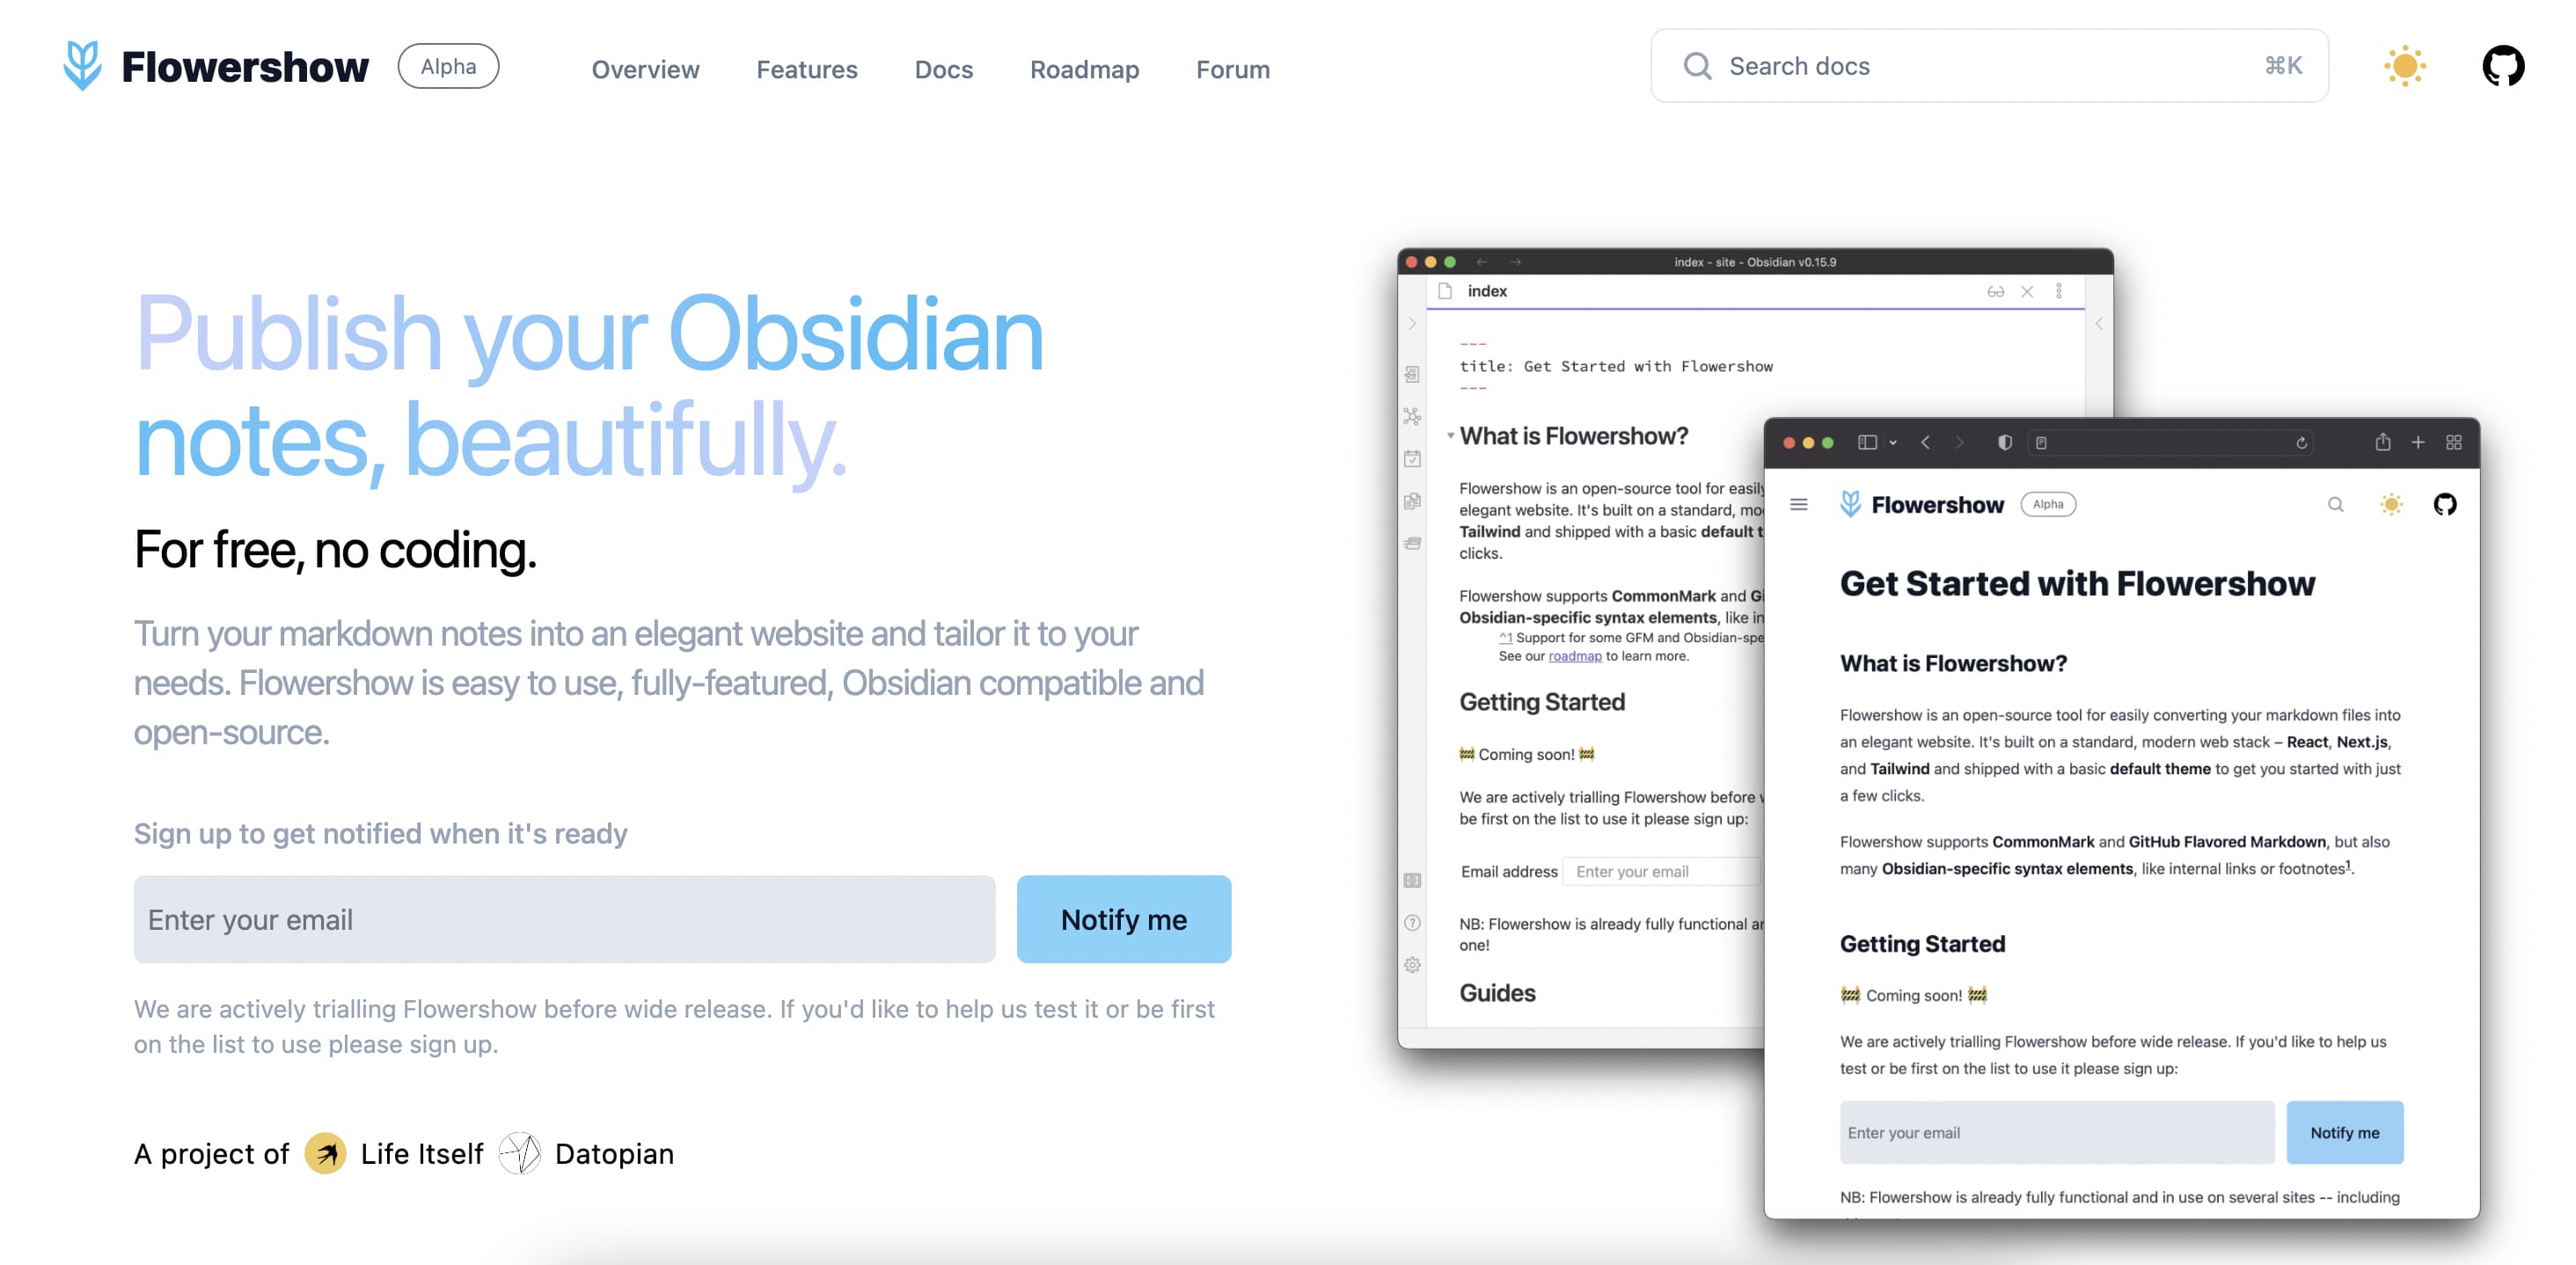 Flowershow Alpha Overview Features Docs Roadmap Forum Search docs ⌘K
Publish your Obsidian
notes, beautifully.
For free, no coding.
Turn your markdown notes into an elegant website and tailor it to your
needs. Flowershow is easy to use, fully-featured, Obsidian compatible and
open-source.
Sign up to get notified when it's ready
Enter your email Notify me
We are actively trialling Flowershow before wide release. If you'd like to help us test it or be first
on the list to use please sign up.
A project of Life Itself Datopian
index - site - Obsidian v0.15.9
index
---
title: Get Started with Flowershow
---
What is Flowershow?
Flowershow is an open-source tool for easily
elegant website. It's built on a standard,
Tailwind and shipped with a basic default
clicks.
Flowershow supports CommonMark and
Obsidian-specific syntax elements, like
^1 Support for some GFM and
See our roadmap to learn more.
Getting Started
🚧 Coming soon! 🚧
We are actively trialling Flowershow before
be first on the list to use it please sign up:
Email address Enter your email
NB: Flowershow is already fully functional
one!
Guides
Flowershow Alpha
Get Started with Flowershow
What is Flowershow?
Flowershow is an open-source tool for easily converting your markdown files into
an elegant website. It's built on a standard, modern web stack – React, Next.js,
and Tailwind and shipped with a basic default theme to get you started with just
a few clicks.
Flowershow supports CommonMark and GitHub Flavored Markdown, but also
many Obsidian-specific syntax elements, like internal links or footnotes1.
Getting Started
🚧 Coming soon! 🚧
We are actively trialling Flowershow before wide release. If you'd like to help us
test or be first on the list to use it please sign up:
Enter your email Notify me
NB: Flowershow is already fully functional and in use on several sites -- including